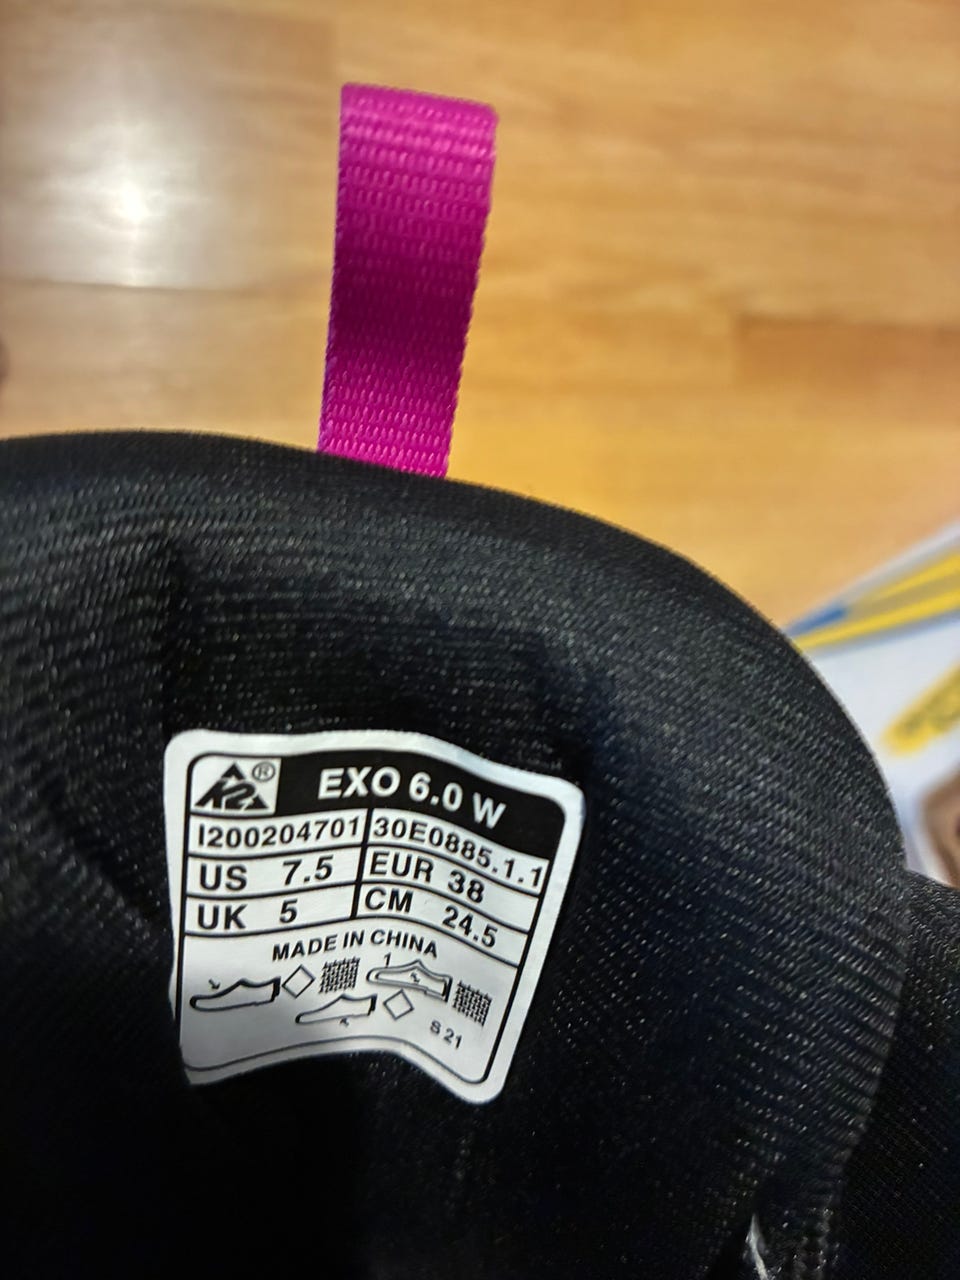 K2®
EXO 6.0 W
I200204701 30E0885.1.1
US 7.5 EUR 38
UK 5 CM 24.5
MADE IN CHINA
1
S 21